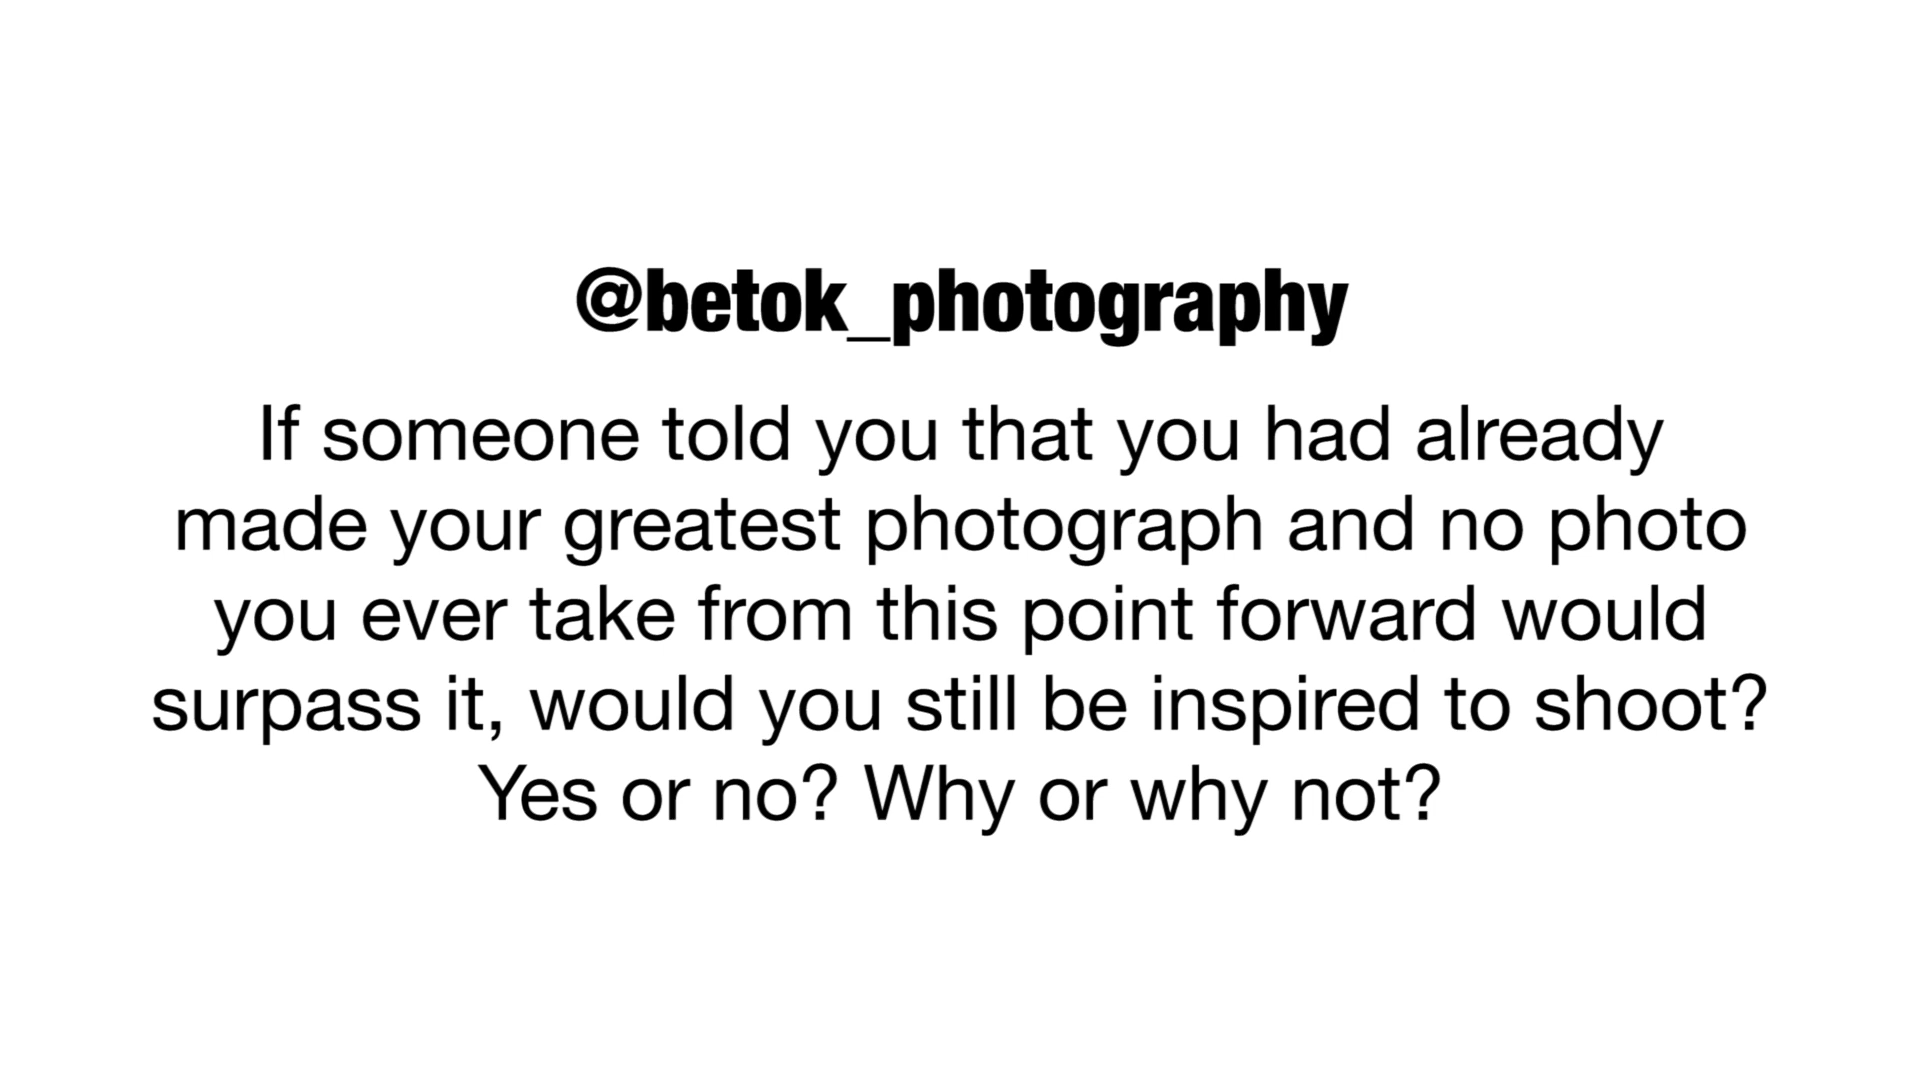 @betok_photography
If someone told you that you had already
made your greatest photograph and no photo
you ever take from this point forward would
surpass it, would you still be inspired to shoot?
Yes or no? Why or why not?